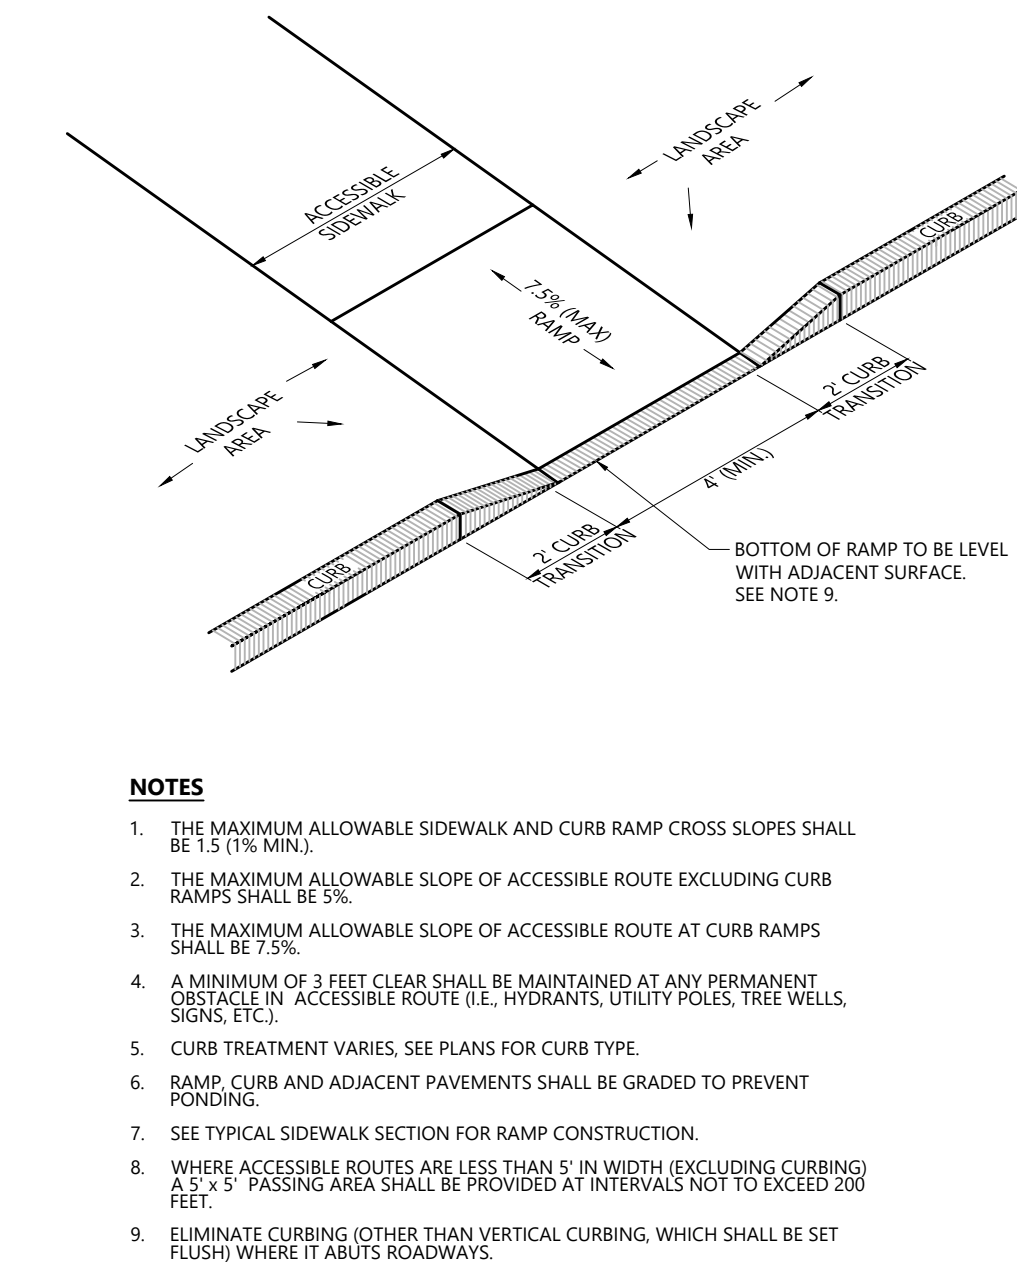 LANDSCAPE
AREA
CURB
ACCESSIBLE
SIDEWALK
7.5% (MAX)
RAMP
2' CURB
TRANSITION
LANDSCAPE
AREA
4' (MIN.)
2' CURB
TRANSITION
CURB
BOTTOM OF RAMP TO BE LEVEL
WITH ADJACENT SURFACE.
SEE NOTE 9.
NOTES
1. THE MAXIMUM ALLOWABLE SIDEWALK AND CURB RAMP CROSS SLOPES SHALL
BE 1.5 (1% MIN.).
2. THE MAXIMUM ALLOWABLE SLOPE OF ACCESSIBLE ROUTE EXCLUDING CURB
RAMPS SHALL BE 5%.
3. THE MAXIMUM ALLOWABLE SLOPE OF ACCESSIBLE ROUTE AT CURB RAMPS
SHALL BE 7.5%.
4. A MINIMUM OF 3 FEET CLEAR SHALL BE MAINTAINED AT ANY PERMANENT
OBSTACLE IN ACCESSIBLE ROUTE (I.E., HYDRANTS, UTILITY POLES, TREE WELLS,
SIGNS, ETC.).
5. CURB TREATMENT VARIES, SEE PLANS FOR CURB TYPE.
6. RAMP, CURB AND ADJACENT PAVEMENTS SHALL BE GRADED TO PREVENT
PONDING.
7. SEE TYPICAL SIDEWALK SECTION FOR RAMP CONSTRUCTION.
8. WHERE ACCESSIBLE ROUTES ARE LESS THAN 5' IN WIDTH (EXCLUDING CURBING)
A 5' x 5' PASSING AREA SHALL BE PROVIDED AT INTERVALS NOT TO EXCEED 200
FEET.
9. ELIMINATE CURBING (OTHER THAN VERTICAL CURBING, WHICH SHALL BE SET
FLUSH) WHERE IT ABUTS ROADWAYS.